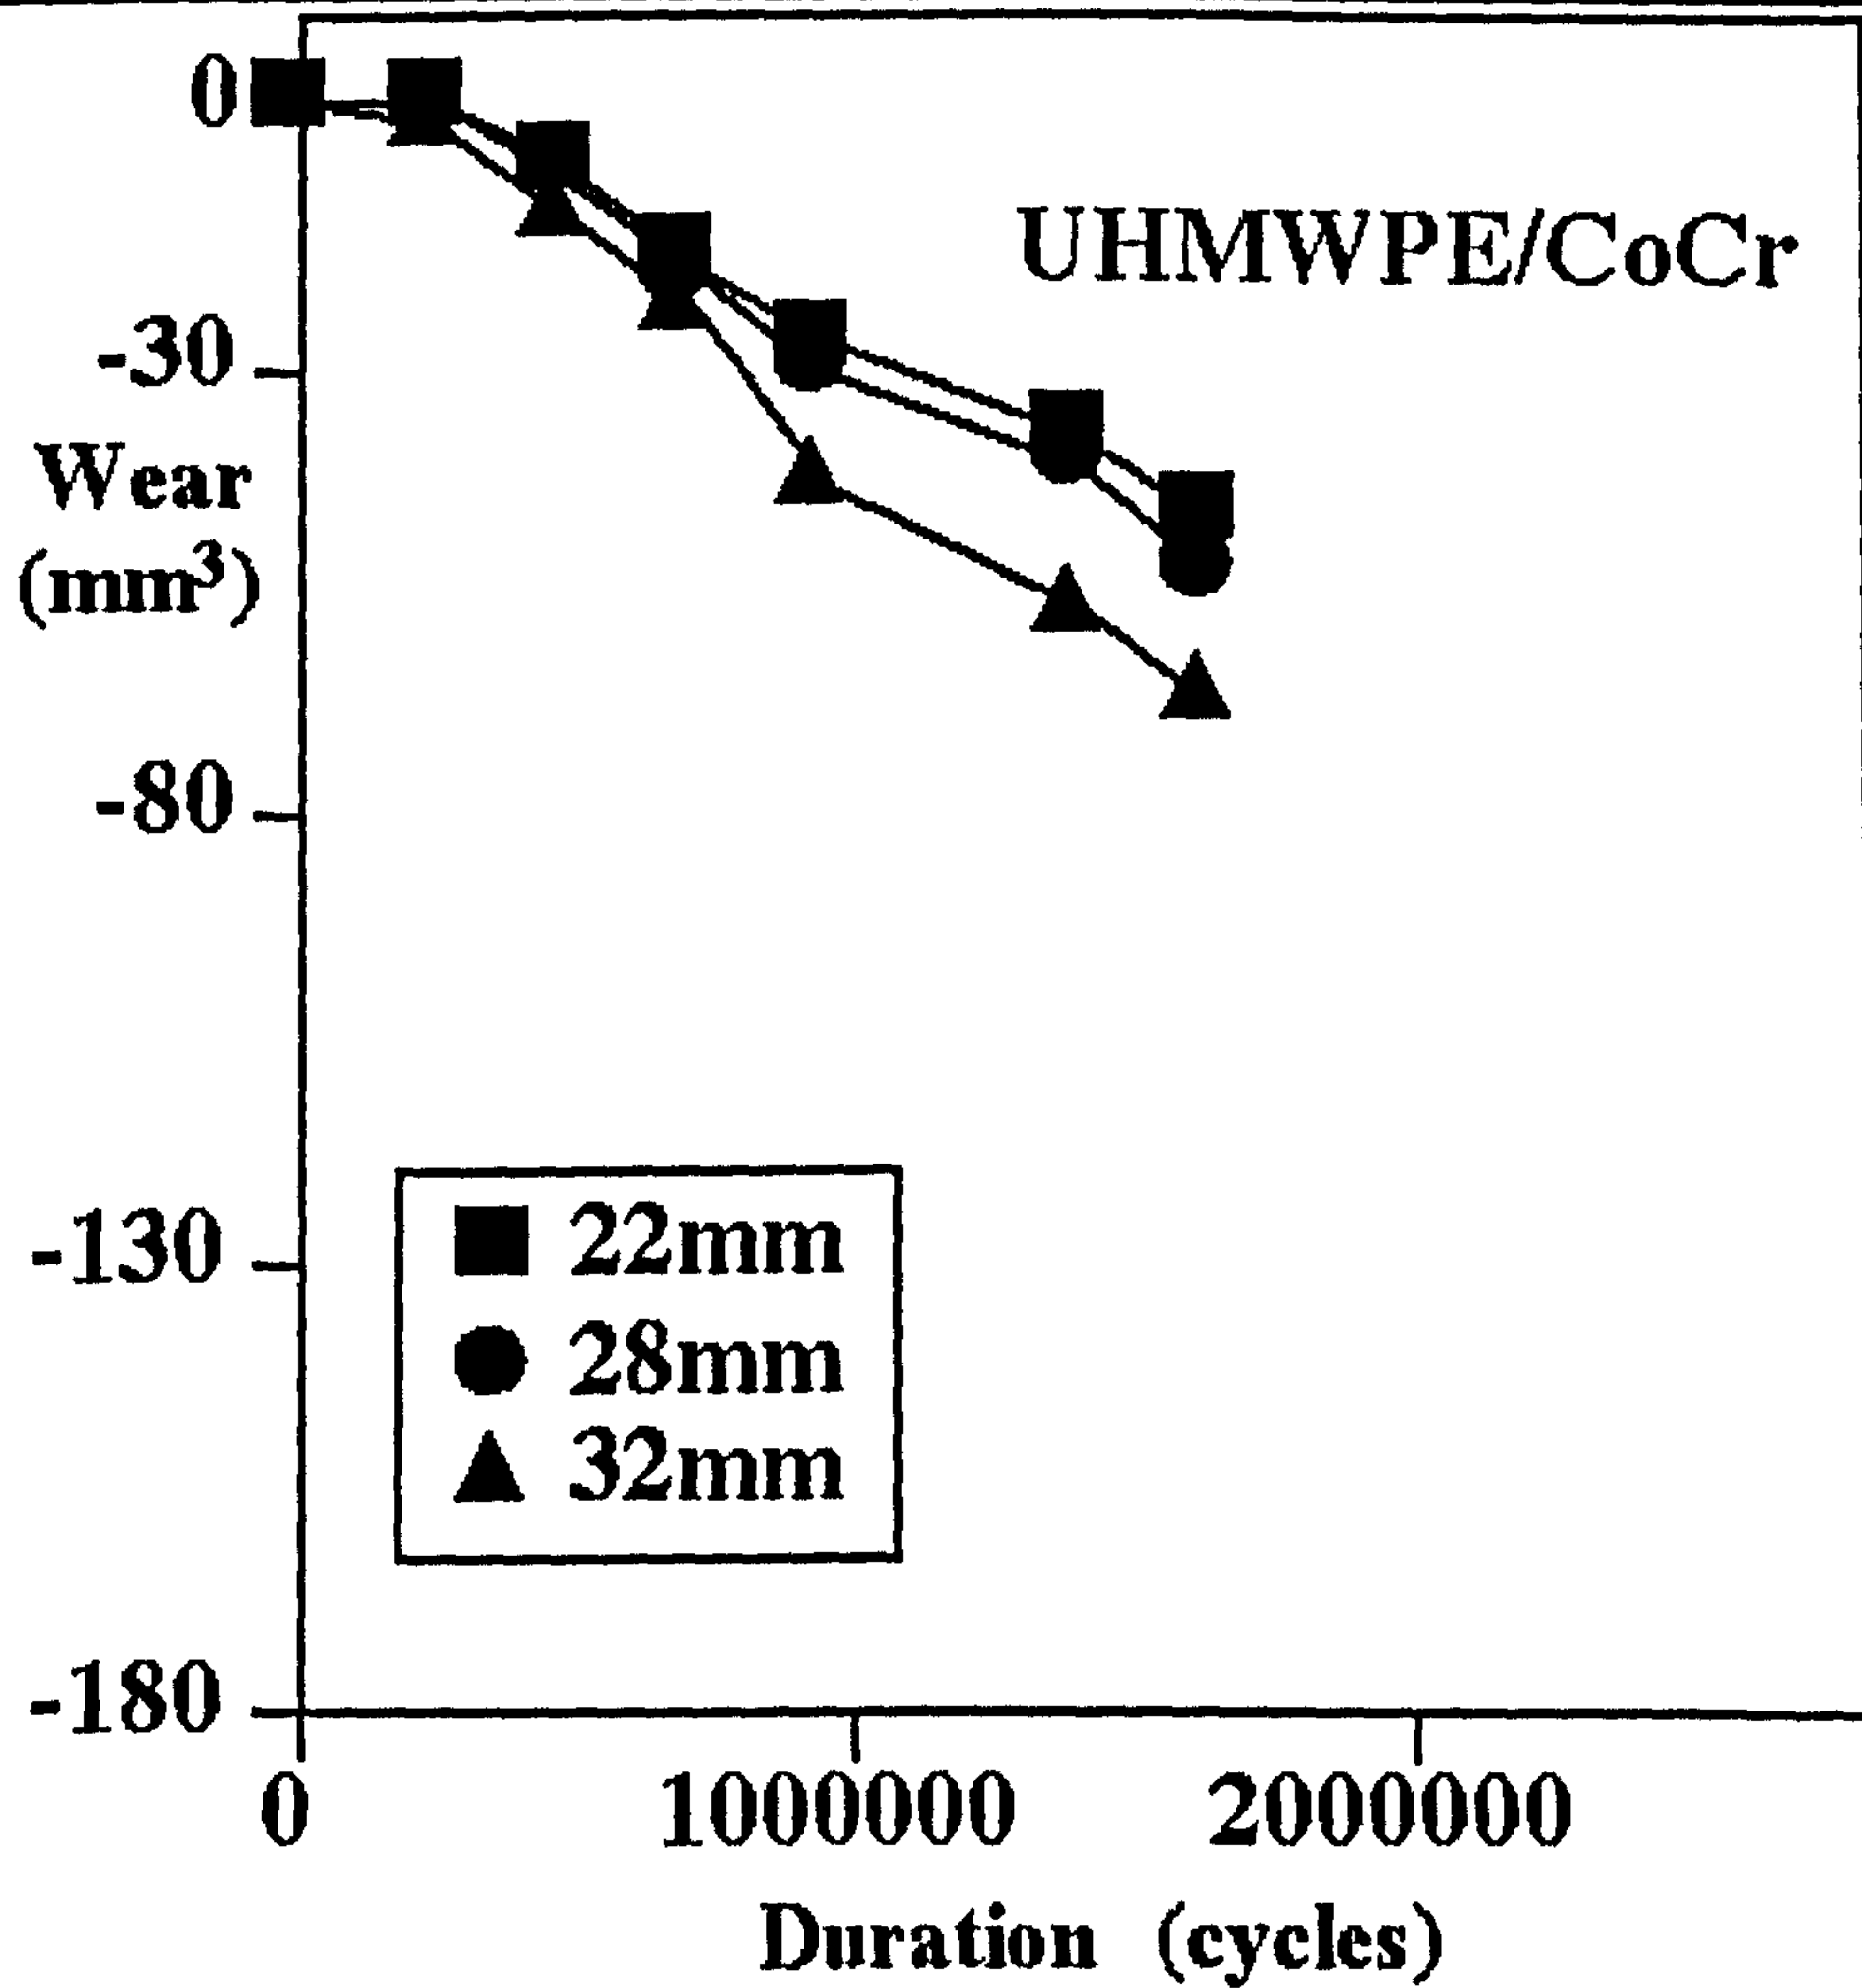 0
UHMWPE/CoCr
-30
Wear
(mm³)
-80
-130
22mm
28mm
32mm
-180
0 1000000 2000000
Duration (cycles)